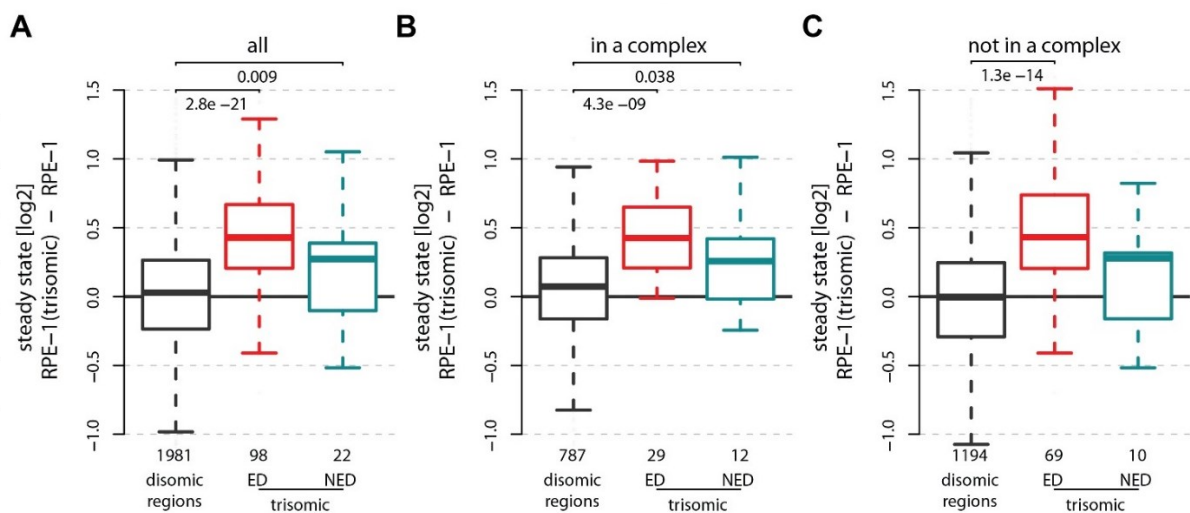 A
all
0.009
2.8e −21
steady state [log2]
RPE−1(trisomic) − RPE−1
1.5
1.0
0.5
0.0
−0.5
−1.0
1981 98 22
disomic regions ED NED
trisomic
B
in a complex
0.038
4.3e −09
steady state [log2]
RPE−1(trisomic) − RPE−1
1.5
1.0
0.5
0.0
−0.5
−1.0
787 29 12
disomic regions ED NED
trisomic
C
not in a complex
1.3e −14
steady state [log2]
RPE−1(trisomic) − RPE−1
1.5
1.0
0.5
0.0
−0.5
−1.0
1194 69 10
disomic regions ED NED
trisomic